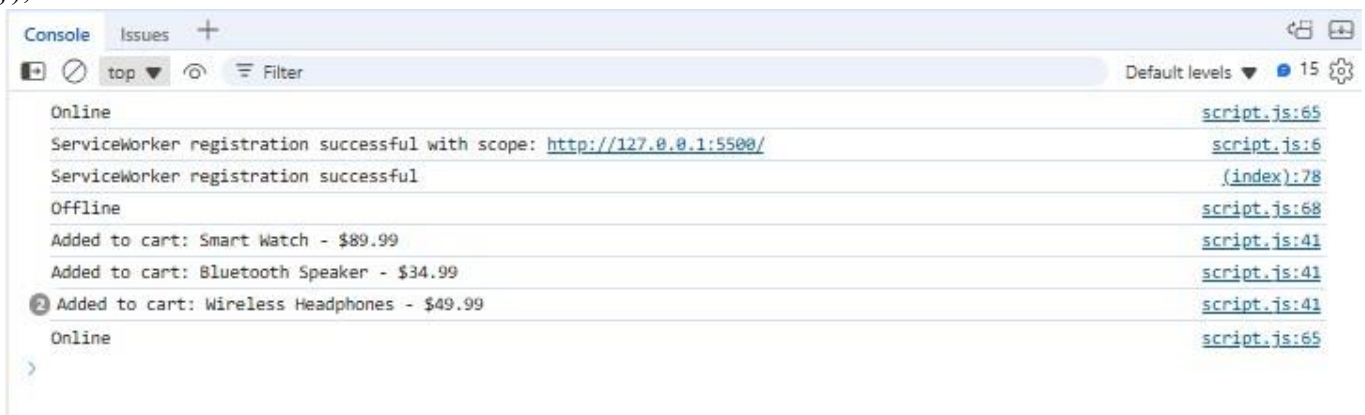 Console Issues
top Filter Default levels 15
Online script.js:65
ServiceWorker registration successful with scope: http://127.0.0.1:5500/ script.js:6
ServiceWorker registration successful (index):78
Offline script.js:68
Added to cart: Smart Watch - $89.99 script.js:41
Added to cart: Bluetooth Speaker - $34.99 script.js:41
2 Added to cart: Wireless Headphones - $49.99 script.js:41
Online script.js:65